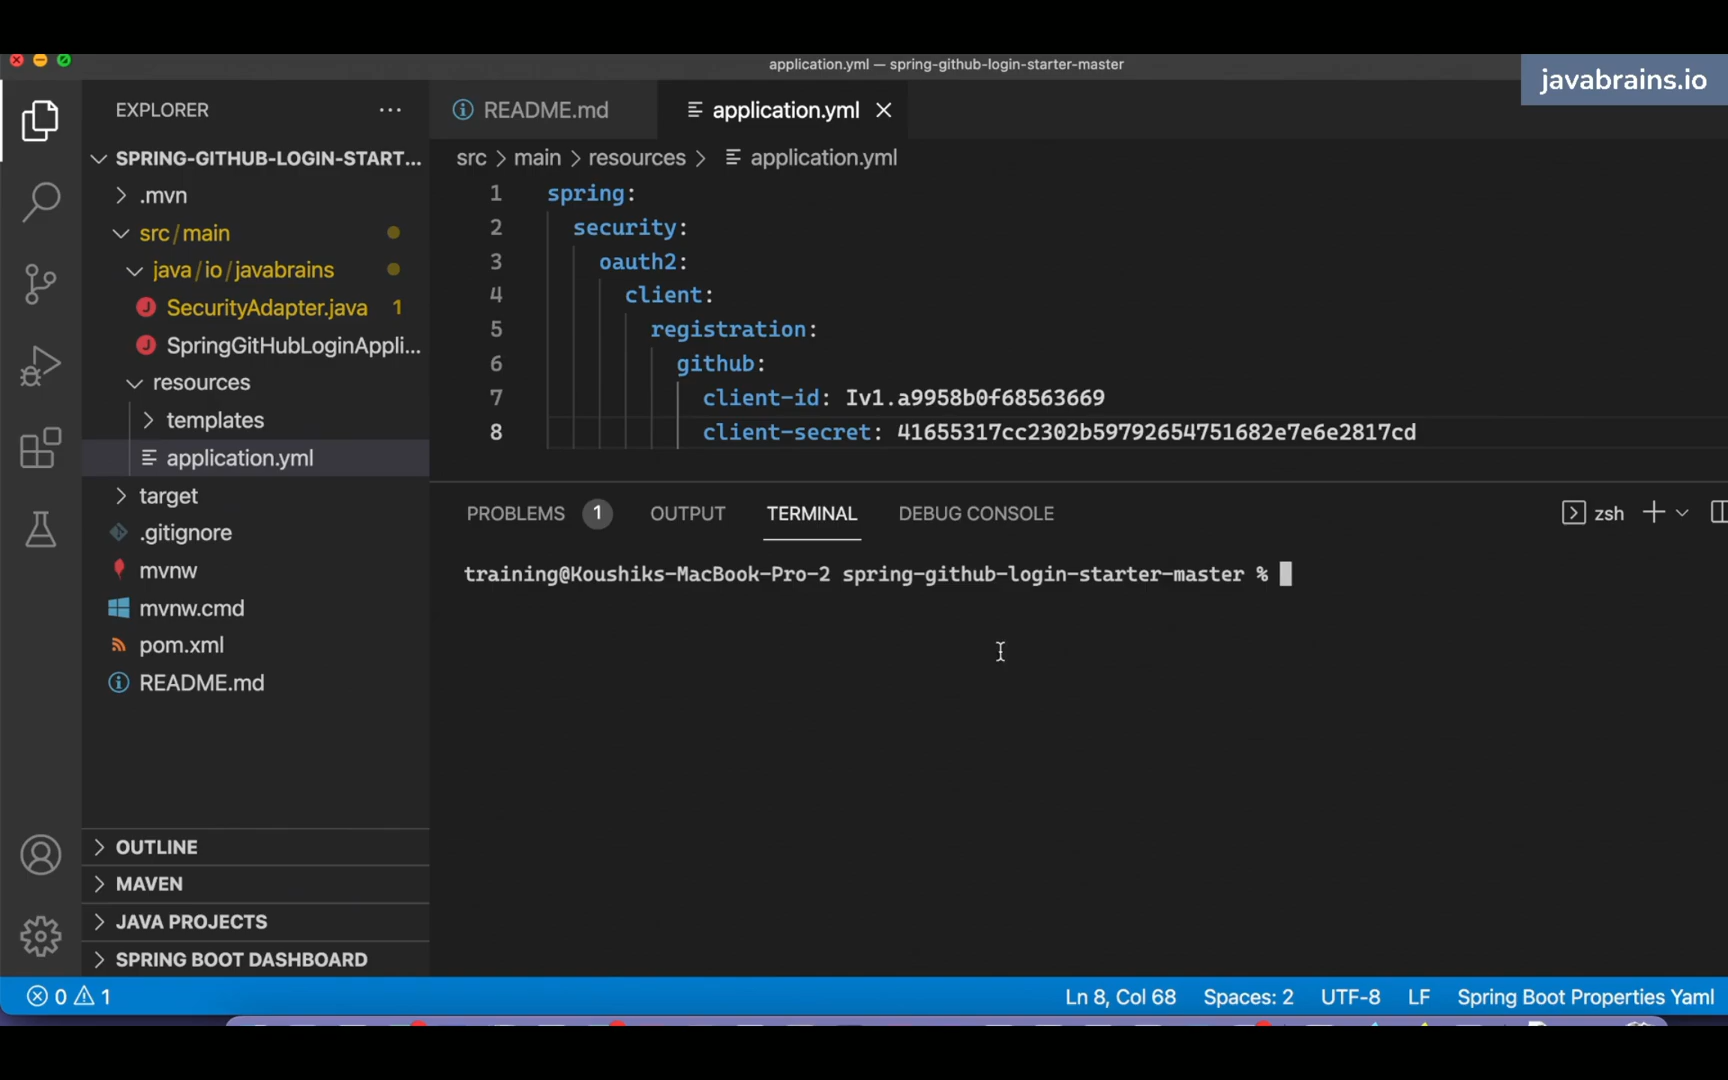 application.yml — spring-github-login-starter-master
javabrains.io
EXPLORER ···
SPRING-GITHUB-LOGIN-START...
.mvn
src/main
java/io/javabrains
SecurityAdapter.java 1
SpringGitHubLoginAppli...
resources
templates
application.yml
target
.gitignore
mvnw
mvnw.cmd
pom.xml
README.md
OUTLINE
MAVEN
JAVA PROJECTS
SPRING BOOT DASHBOARD
README.md application.yml
src > main > resources > application.yml
1 spring:
2 security:
3 oauth2:
4 client:
5 registration:
6 github:
7 client-id: Iv1.a9958b0f68563669
8 client-secret: 41655317cc2302b59792654751682e7e6e2817cd
PROBLEMS 1 OUTPUT TERMINAL DEBUG CONSOLE zsh
training@Koushiks-MacBook-Pro-2 spring-github-login-starter-master %
0 1 Ln 8, Col 68 Spaces: 2 UTF-8 LF Spring Boot Properties Yaml